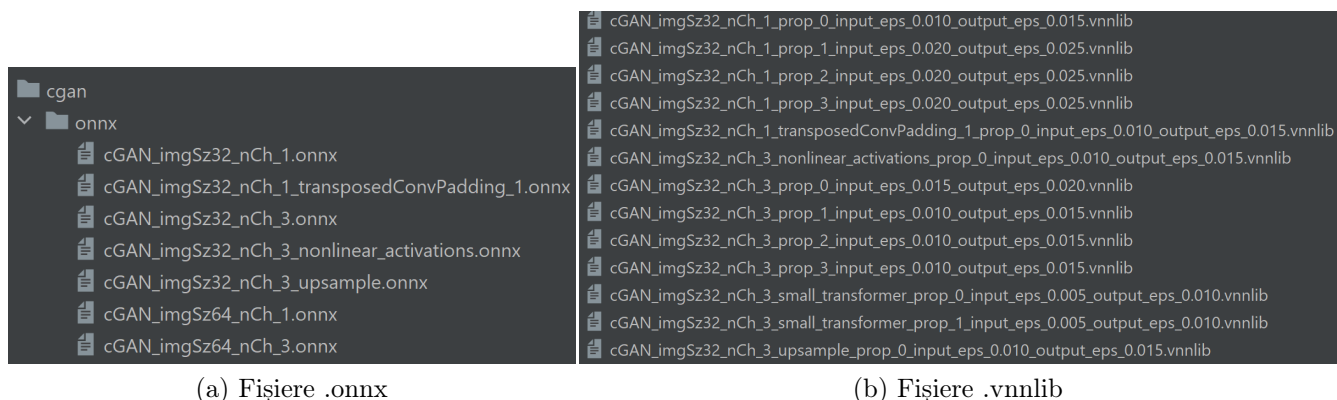 cgan
onnx
cGAN_imgSz32_nCh_1.onnx
cGAN_imgSz32_nCh_1_transposedConvPadding_1.onnx
cGAN_imgSz32_nCh_3.onnx
cGAN_imgSz32_nCh_3_nonlinear_activations.onnx
cGAN_imgSz32_nCh_3_upsample.onnx
cGAN_imgSz64_nCh_1.onnx
cGAN_imgSz64_nCh_3.onnx
(a) Fișiere .onnx
cGAN_imgSz32_nCh_1_prop_0_input_eps_0.010_output_eps_0.015.vnnlib
cGAN_imgSz32_nCh_1_prop_1_input_eps_0.020_output_eps_0.025.vnnlib
cGAN_imgSz32_nCh_1_prop_2_input_eps_0.020_output_eps_0.025.vnnlib
cGAN_imgSz32_nCh_1_prop_3_input_eps_0.020_output_eps_0.025.vnnlib
cGAN_imgSz32_nCh_1_transposedConvPadding_1_prop_0_input_eps_0.010_output_eps_0.015.vnnlib
cGAN_imgSz32_nCh_3_nonlinear_activations_prop_0_input_eps_0.010_output_eps_0.015.vnnlib
cGAN_imgSz32_nCh_3_prop_0_input_eps_0.015_output_eps_0.020.vnnlib
cGAN_imgSz32_nCh_3_prop_1_input_eps_0.010_output_eps_0.015.vnnlib
cGAN_imgSz32_nCh_3_prop_2_input_eps_0.010_output_eps_0.015.vnnlib
cGAN_imgSz32_nCh_3_prop_3_input_eps_0.010_output_eps_0.015.vnnlib
cGAN_imgSz32_nCh_3_small_transformer_prop_0_input_eps_0.005_output_eps_0.010.vnnlib
cGAN_imgSz32_nCh_3_small_transformer_prop_1_input_eps_0.005_output_eps_0.010.vnnlib
cGAN_imgSz32_nCh_3_upsample_prop_0_input_eps_0.010_output_eps_0.015.vnnlib
(b) Fișiere .vnnlib